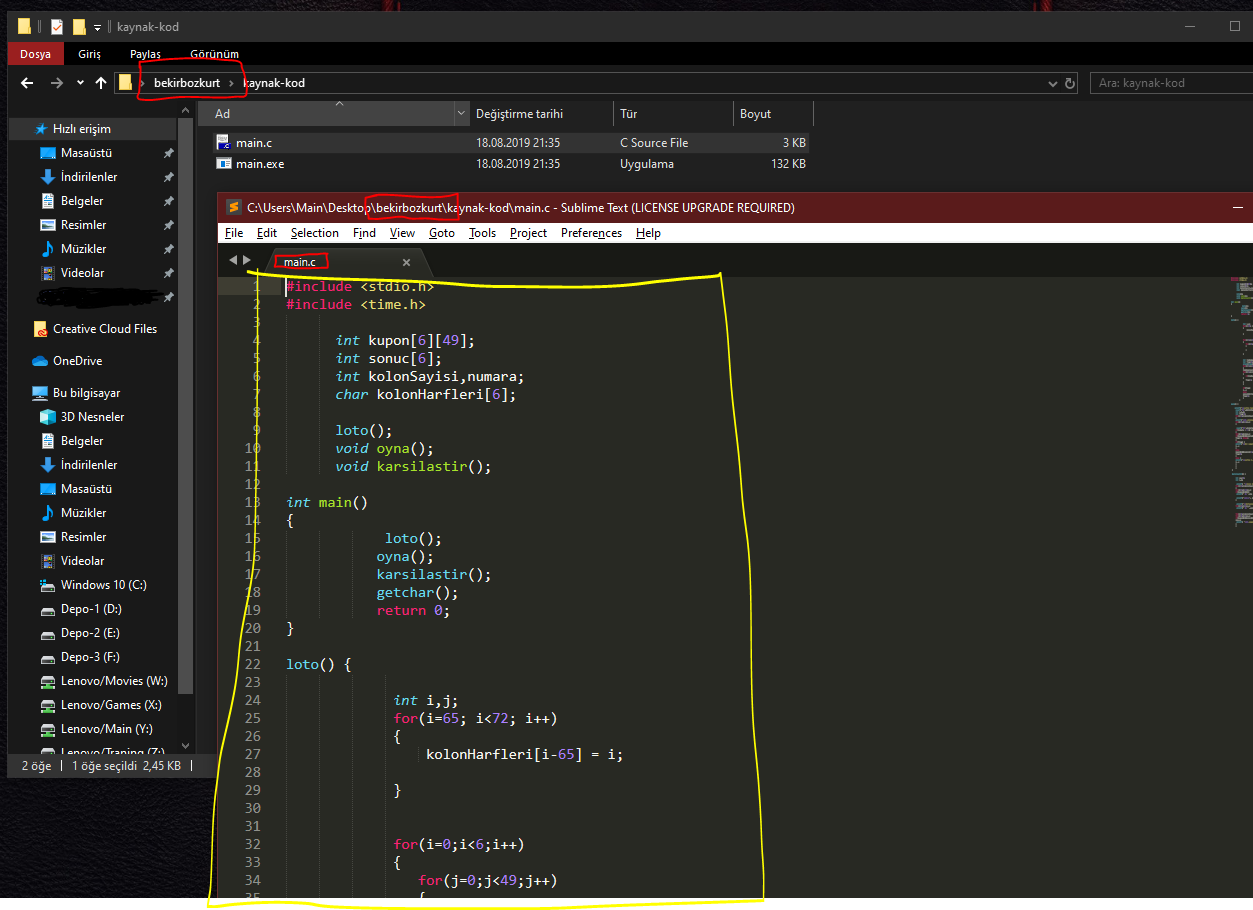 kaynak-kod
Dosya Giriş Paylaş Görünüm
bekirbozkurt kaynak-kod Ara: kaynak-kod
Ad Değiştirme tarihi Tür Boyut
main.c 18.08.2019 21:35 C Source File 3 KB
main.exe 18.08.2019 21:35 Uygulama 132 KB
Hızlı erişim
Masaüstü
İndirilenler
Belgeler
Resimler
Müzikler
Videolar
Creative Cloud Files
OneDrive
Bu bilgisayar
3D Nesneler
Belgeler
İndirilenler
Masaüstü
Müzikler
Resimler
Videolar
Windows 10 (C:)
Depo-1 (D:)
Depo-2 (E:)
Depo-3 (F:)
Lenovo/Movies (W:)
Lenovo/Games (X:)
Lenovo/Main (Y:)
Lenovo/Traning (Z:)
2 öğe 1 öğe seçildi 2,45 KB
C:\Users\Main\Desktop\bekirbozkurt\kaynak-kod\main.c - Sublime Text (LICENSE UPGRADE REQUIRED)
File Edit Selection Find View Goto Tools Project Preferences Help
main.c
1 #include <stdio.h>
2 #include <time.h>
3
4 int kupon[6][49];
5 int sonuc[6];
6 int kolonSayisi,numara;
7 char kolonHarfleri[6];
8
9 loto();
10 void oyna();
11 void karsilastir();
12
13 int main()
14 {
15 loto();
16 oyna();
17 karsilastir();
18 getchar();
19 return 0;
20 }
21
22 loto() {
23
24 int i,j;
25 for(i=65; i<72; i++)
26 {
27 kolonHarfleri[i-65] = i;
28
29 }
30
31
32 for(i=0;i<6;i++)
33 {
34 for(j=0;j<49;j++)
35 {